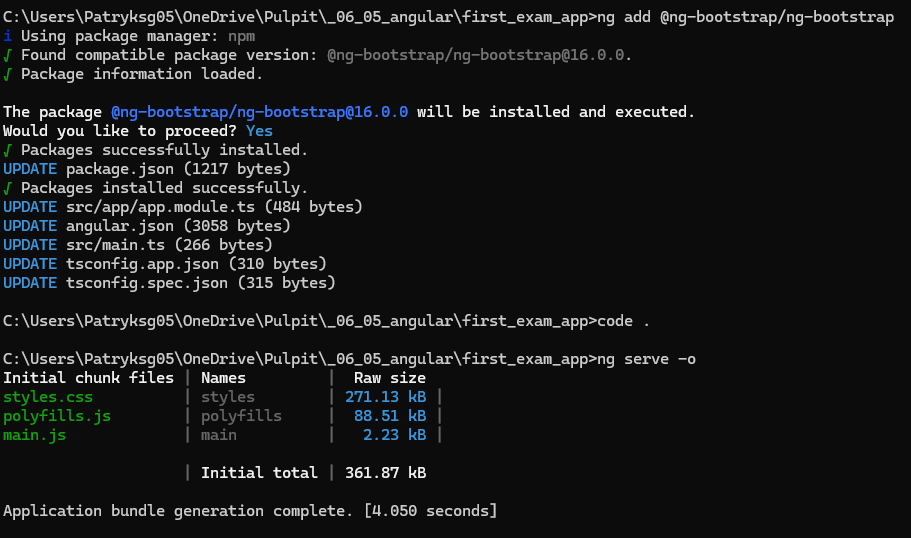 C:\Users\Patryksg05\OneDrive\Pulpit\_06_05_angular\first_exam_app>ng add @ng-bootstrap/ng-bootstrap
i Using package manager: npm
√ Found compatible package version: @ng-bootstrap/ng-bootstrap@16.0.0.
√ Package information loaded.

The package @ng-bootstrap/ng-bootstrap@16.0.0 will be installed and executed.
Would you like to proceed? Yes
√ Packages successfully installed.
UPDATE package.json (1217 bytes)
√ Packages installed successfully.
UPDATE src/app/app.module.ts (484 bytes)
UPDATE angular.json (3058 bytes)
UPDATE src/main.ts (266 bytes)
UPDATE tsconfig.app.json (310 bytes)
UPDATE tsconfig.spec.json (315 bytes)

C:\Users\Patryksg05\OneDrive\Pulpit\_06_05_angular\first_exam_app>code .

C:\Users\Patryksg05\OneDrive\Pulpit\_06_05_angular\first_exam_app>ng serve -o
Initial chunk files | Names         |  Raw size
styles.css          | styles        | 271.13 kB |
polyfills.js        | polyfills     |  88.51 kB |
main.js             | main          |   2.23 kB |

                    | Initial total | 361.87 kB

Application bundle generation complete. [4.050 seconds]